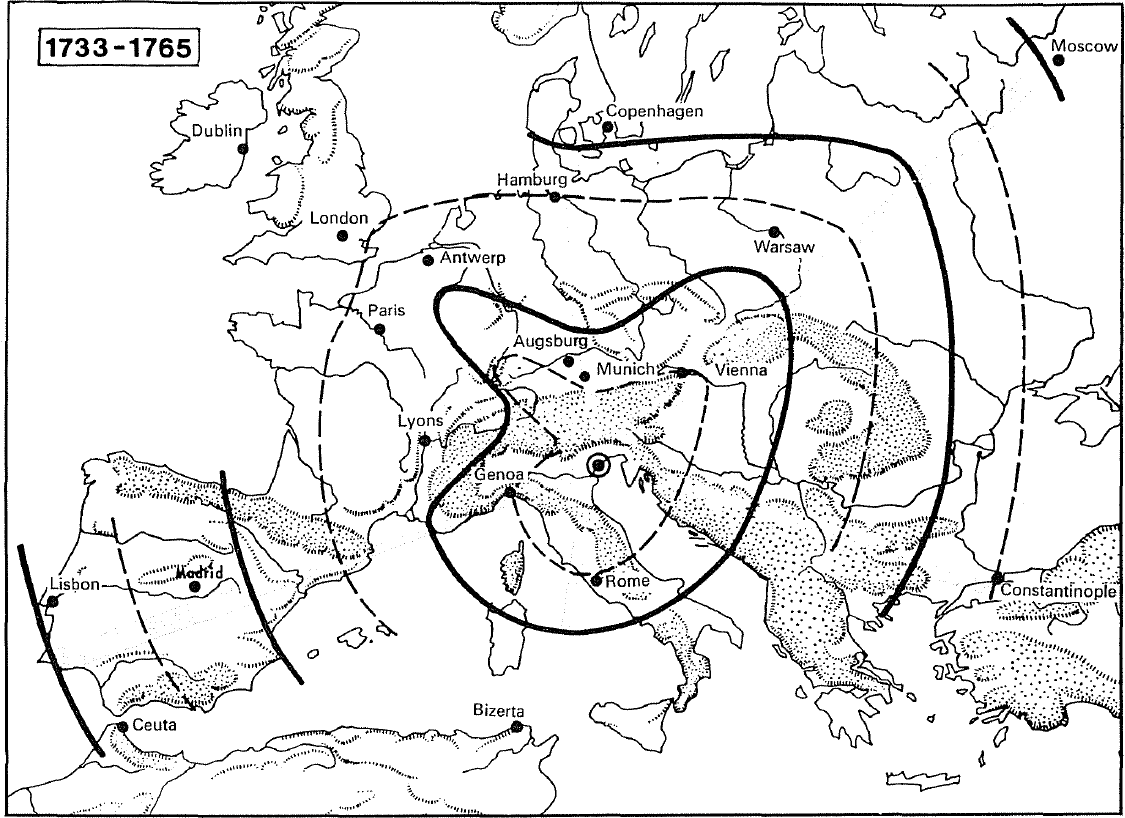 1733-1765
Moscow
Copenhagen
Dublin
Hamburg
London
Warsaw
Antwerp
Paris
Augsburg
Munich
Vienna
Lyons
Genoa
Madrid
Lisbon
Rome
Constantinople
Bizerta
Ceuta